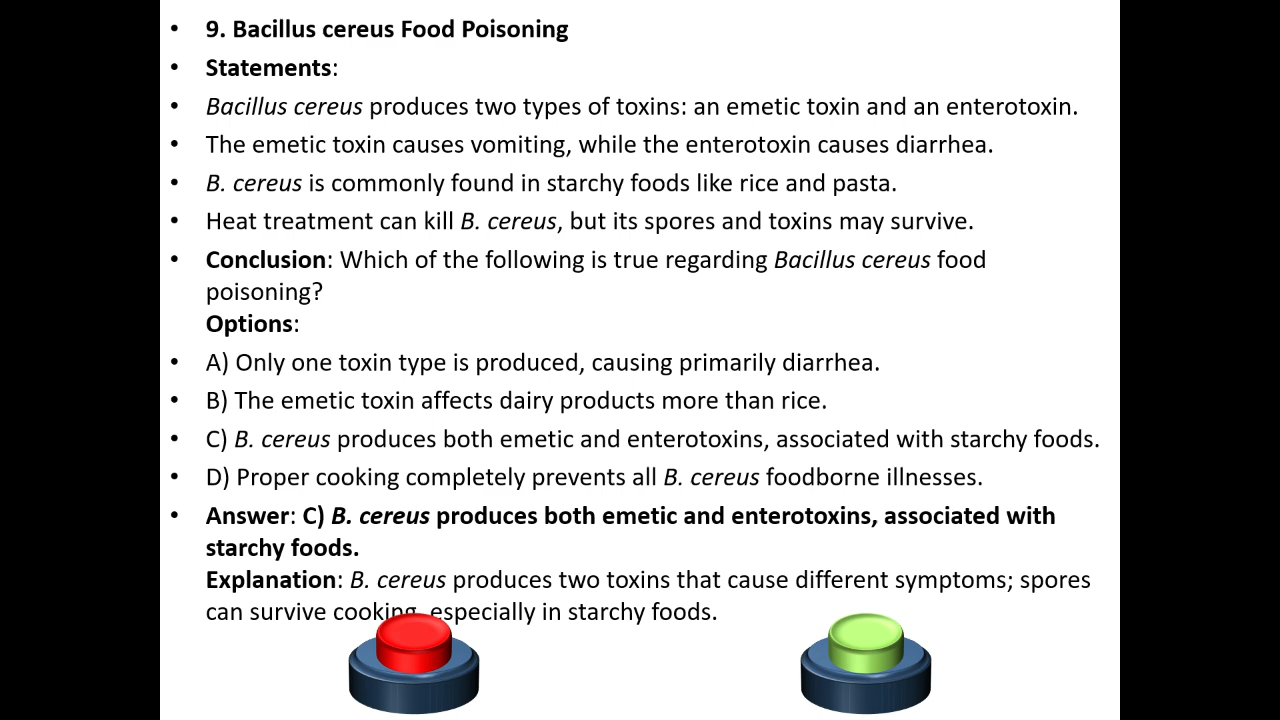 • 9. Bacillus cereus Food Poisoning
• Statements:
• Bacillus cereus produces two types of toxins: an emetic toxin and an enterotoxin.
• The emetic toxin causes vomiting, while the enterotoxin causes diarrhea.
• B. cereus is commonly found in starchy foods like rice and pasta.
• Heat treatment can kill B. cereus, but its spores and toxins may survive.
• Conclusion: Which of the following is true regarding Bacillus cereus food
poisoning?
Options:
• A) Only one toxin type is produced, causing primarily diarrhea.
• B) The emetic toxin affects dairy products more than rice.
• C) B. cereus produces both emetic and enterotoxins, associated with starchy foods.
• D) Proper cooking completely prevents all B. cereus foodborne illnesses.
• Answer: C) B. cereus produces both emetic and enterotoxins, associated with
starchy foods.
Explanation: B. cereus produces two toxins that cause different symptoms; spores
can survive cooking, especially in starchy foods.